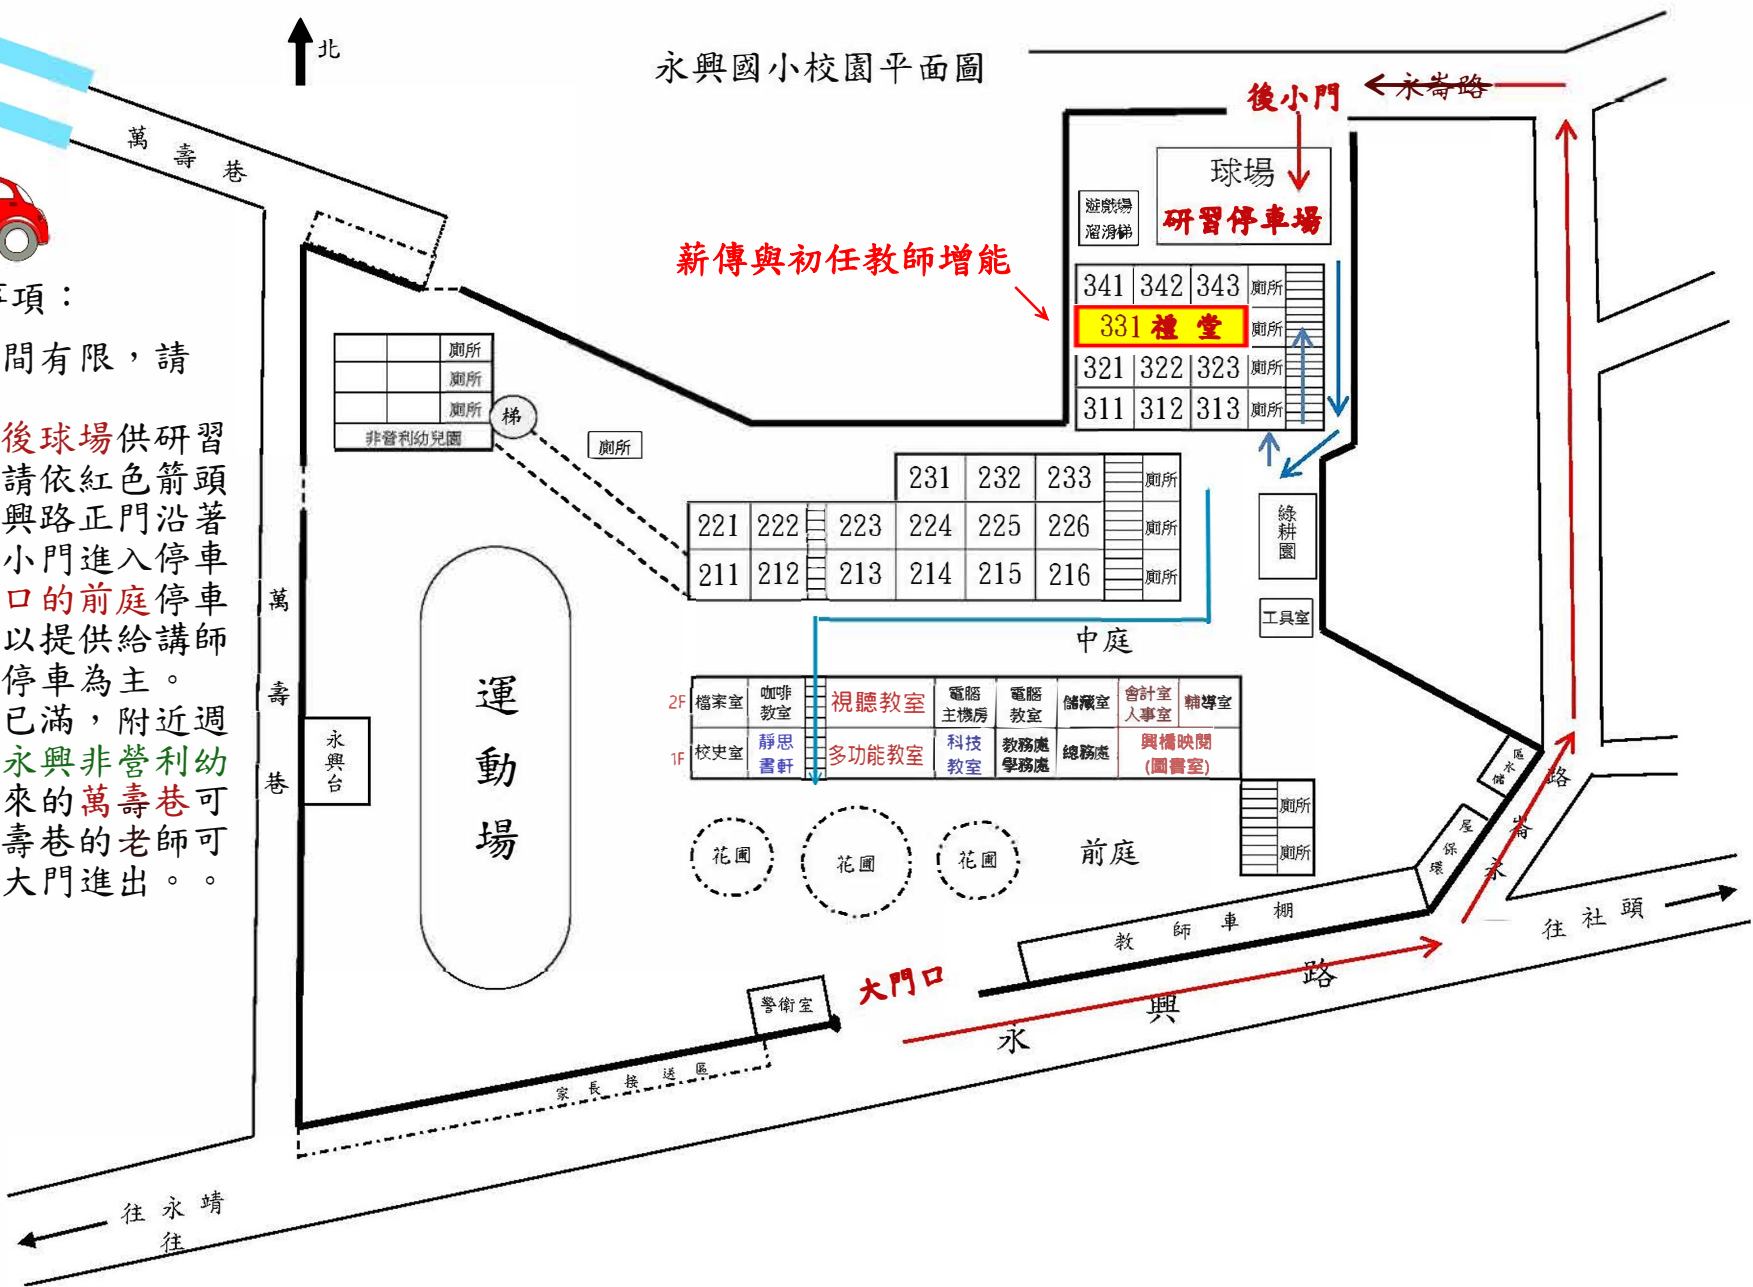 北
永興國小校園平面圖
後小門
永崙路
萬壽巷
球場
研習停車場
遊戲場
溜滑梯
薪傳與初任教師增能
341 342 343 廁所
331 禮堂 廁所
321 322 323 廁所
311 312 313 廁所
項：
間有限，請
後球場供研習
請依紅色箭頭
興路正門沿著
小門進入停車
口的前庭停車
以提供給講師
停車為主。
已滿，附近週
永興非營利幼
來的萬壽巷可
壽巷的老師可
大門進出。。
廁所
廁所
廁所
非營利幼兒園
梯
廁所
231 232 233 廁所
221 222 223 224 225 226 廁所
211 212 213 214 215 216 廁所
綠耕園
工具室
中庭
萬壽巷
永興台
運動場
2F 檔案室 咖啡教室 視聽教室 電腦主機房 電腦教室 儲藏室 會計室人事室 輔導室
1F 校史室 靜思書軒 多功能教室 科技教室 教務處學務處 總務處 興橋映閱(圖書室)
廁所
廁所
花圃
花圃
花圃
前庭
屋保環
路崙永
教師車棚
往社頭
大門口
警衛室
永興路
家長接送區
往永靖
往